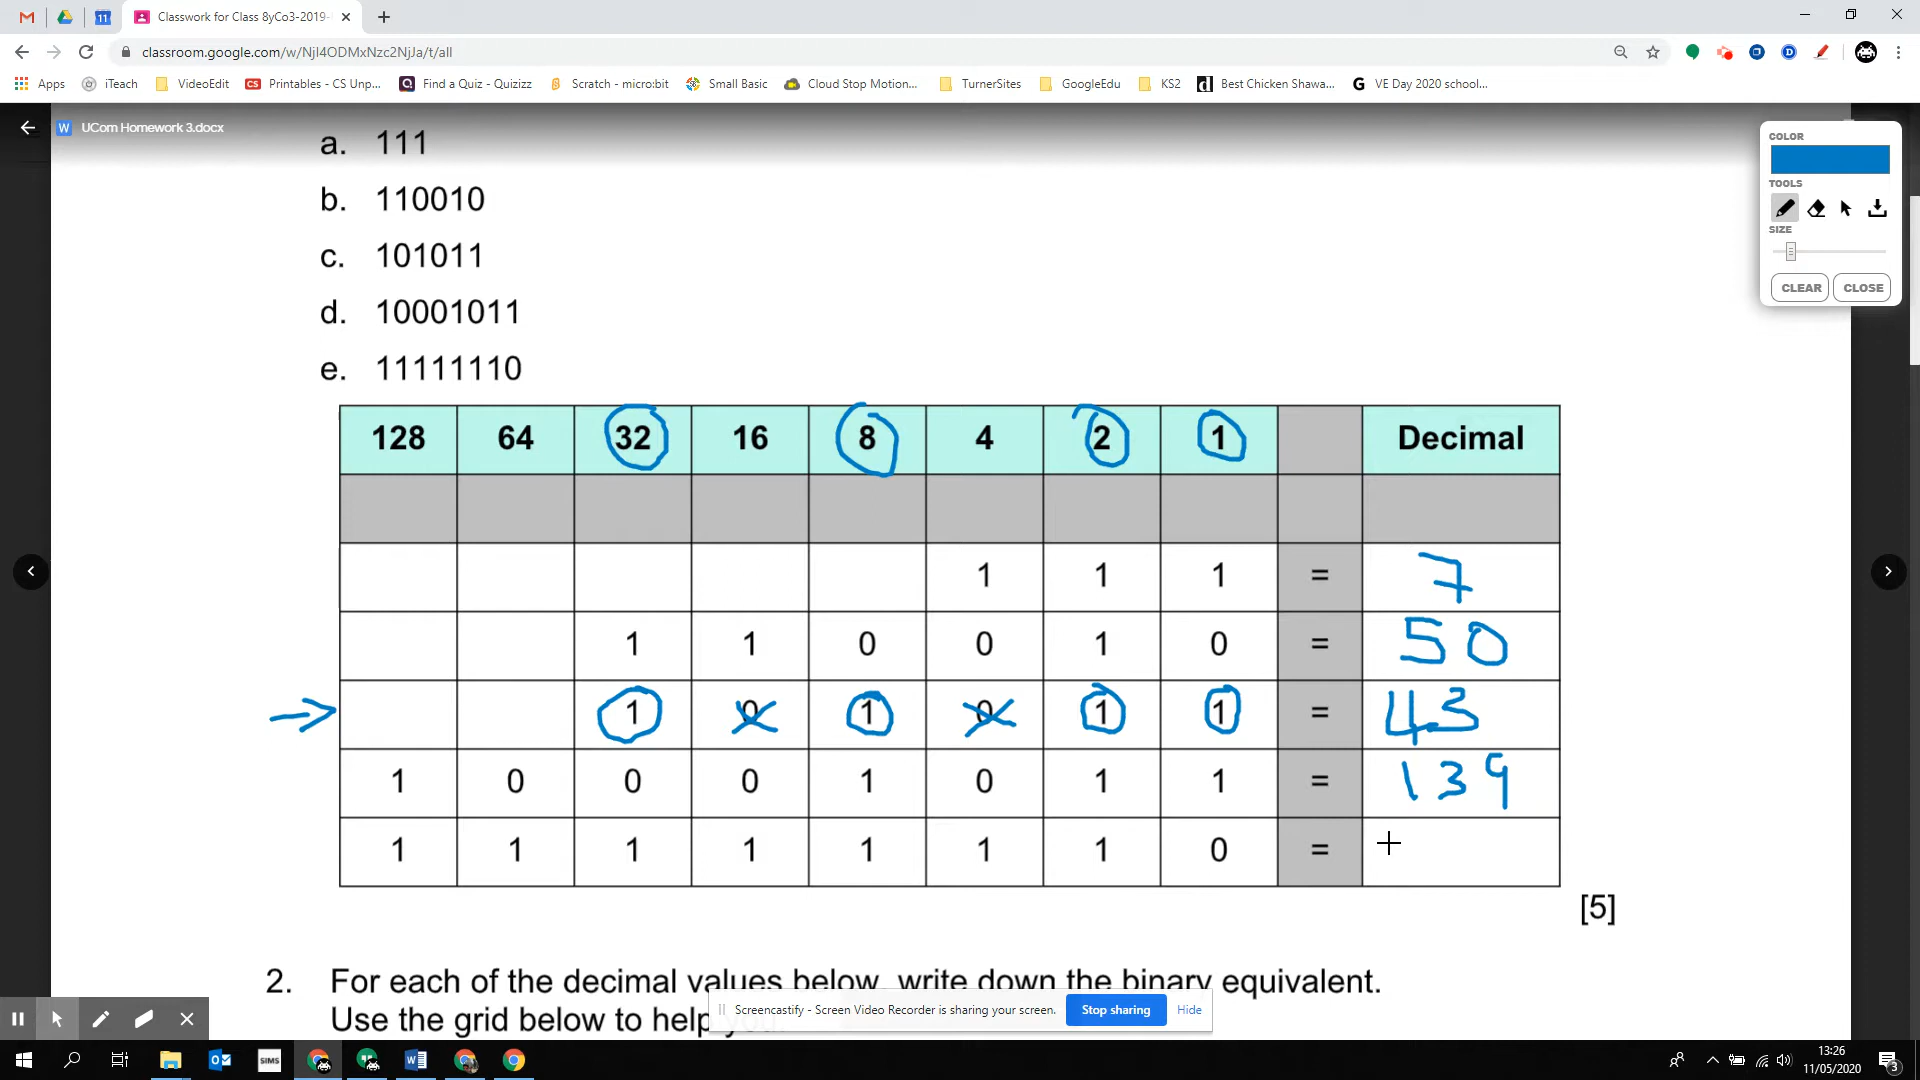 Classwork for Class 8yCo3-2019-
classroom.google.com/w/NjI4ODMxNzc2NjJa/t/all
Apps iTeach VideoEdit Printables - CS Unp... Find a Quiz - Quizizz Scratch - micro:bit Small Basic Cloud Stop Motion... TurnerSites GoogleEdu KS2 Best Chicken Shawa... VE Day 2020 school...
UCom Homework 3.docx
COLOR
TOOLS
SIZE
CLEAR CLOSE
a. 111
b. 110010
c. 101011
d. 10001011
e. 11111110
128 64 32 16 8 4 2 1 Decimal
1 1 1 = 7
1 1 0 0 1 0 = 50
1 0 1 0 1 1 = 43
1 0 0 0 1 0 1 1 = 139
1 1 1 1 1 1 1 0 =
[5]
2. For each of the decimal values below, write down the binary equivalent.
Use the grid below to help you.
Screencastify - Screen Video Recorder is sharing your screen. Stop sharing Hide
SIMS
13:26
11/05/2020
3